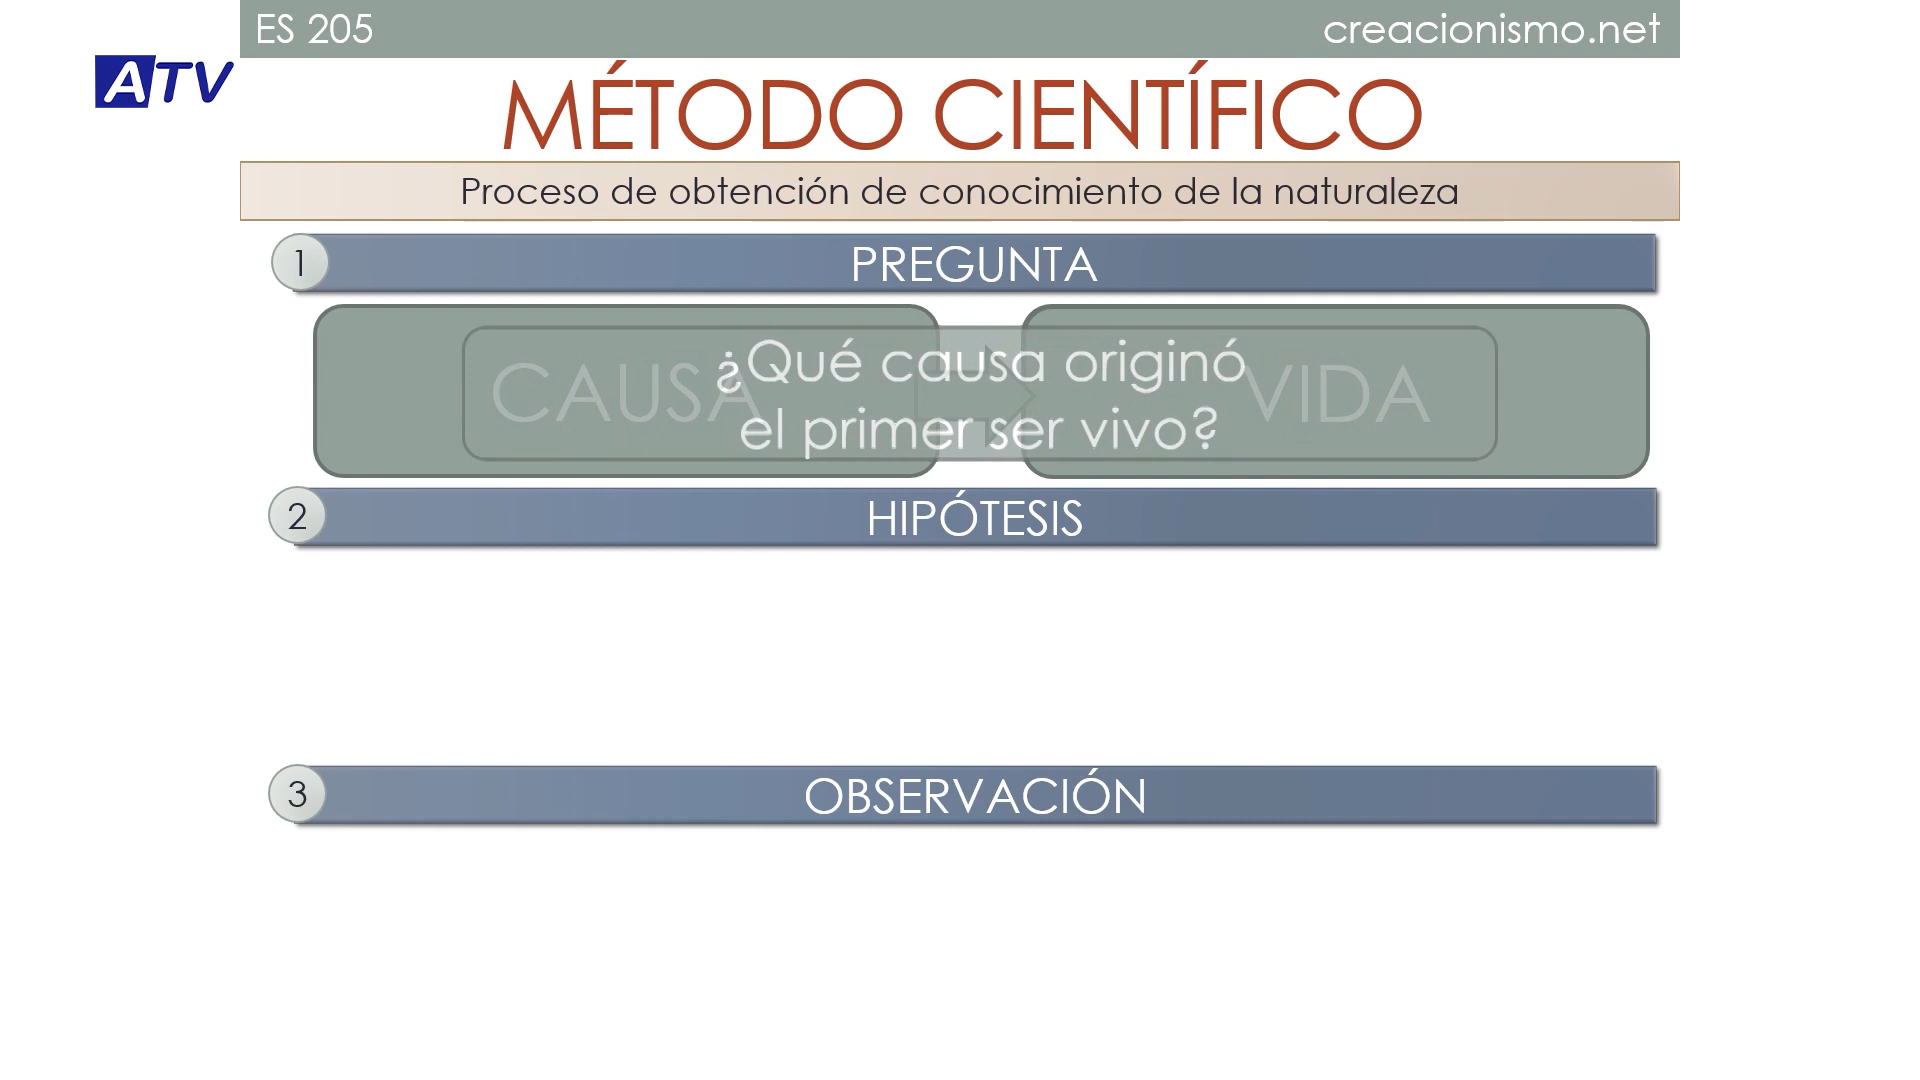 ES 205
creacionismo.net
ATV
MÉTODO CIENTÍFICO
Proceso de obtención de conocimiento de la naturaleza
1
PREGUNTA
CAUSA
VIDA
¿Qué causa originó
el primer ser vivo?
2
HIPÓTESIS
3
OBSERVACIÓN